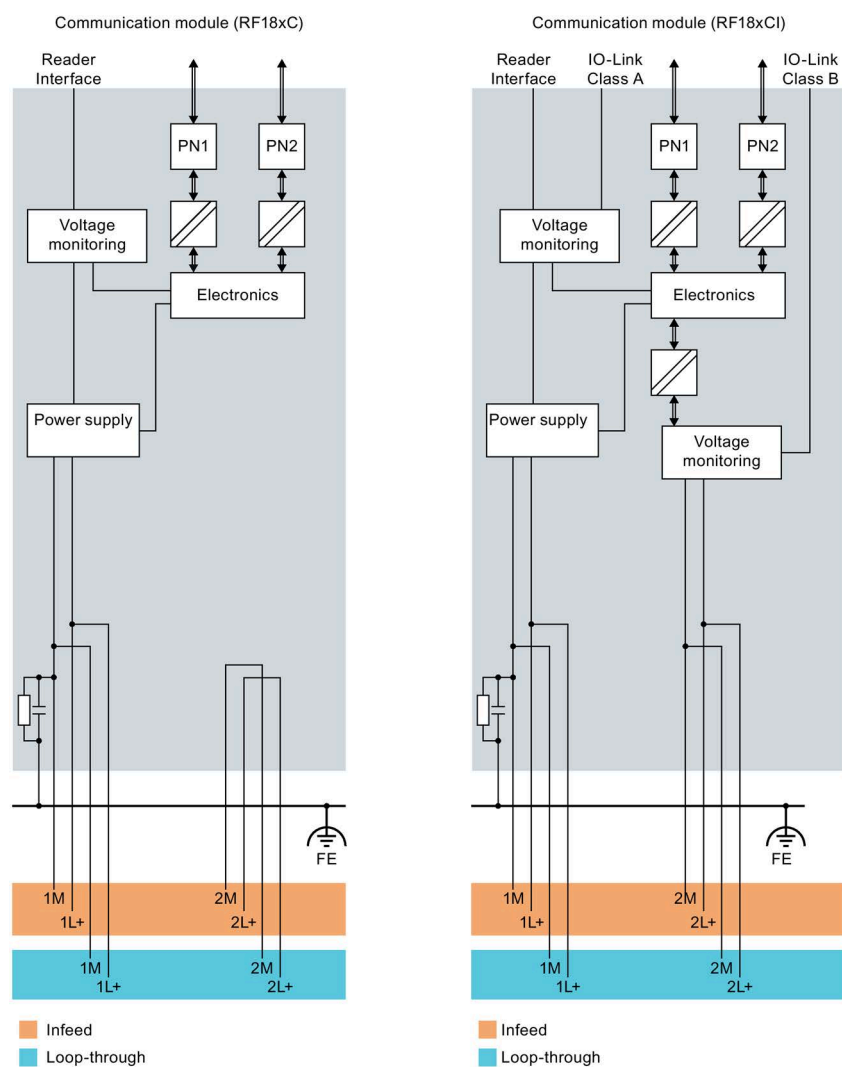 Communication module (RF18xC)
Reader
Interface
PN1
PN2
Voltage
monitoring
Electronics
Power supply
FE
1M
2M
1L+
2L+
1M
2M
1L+
2L+
Infeed
Loop-through
Communication module (RF18xCI)
Reader
Interface
IO-Link
Class A
IO-Link
Class B
PN1
PN2
Voltage
monitoring
Electronics
Power supply
Voltage
monitoring
FE
1M
2M
1L+
2L+
1M
2M
1L+
2L+
Infeed
Loop-through